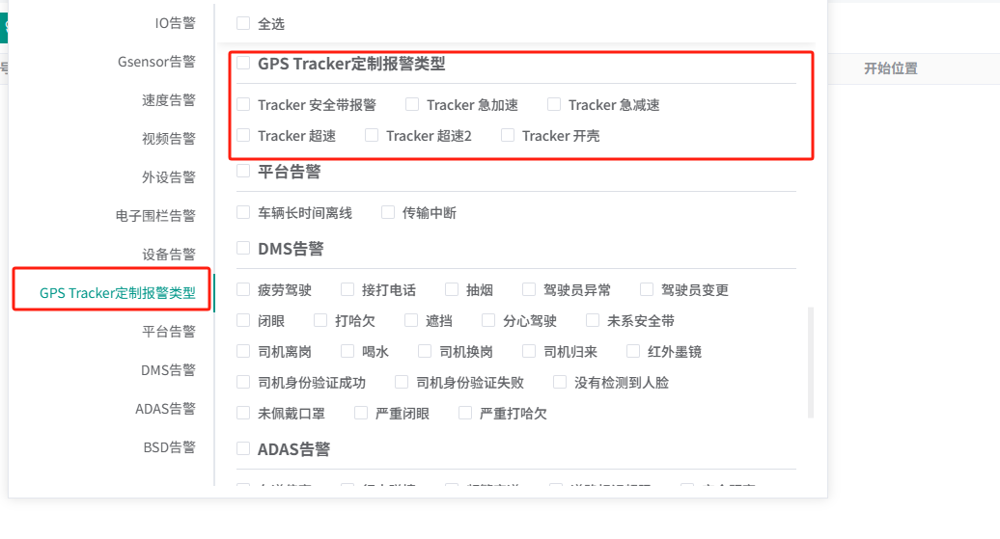 IO告警
Gsensor告警
速度告警
视频告警
外设告警
电子围栏告警
设备告警
GPS Tracker定制报警类型
平台告警
DMS告警
ADAS告警
BSD告警
全选
GPS Tracker定制报警类型
Tracker 安全带报警 Tracker 急加速 Tracker 急减速
Tracker 超速 Tracker 超速2 Tracker 开壳
平台告警
车辆长时间离线 传输中断
DMS告警
疲劳驾驶 接打电话 抽烟 驾驶员异常 驾驶员变更
闭眼 打哈欠 遮挡 分心驾驶 未系安全带
司机离岗 喝水 司机换岗 司机归来 红外墨镜
司机身份验证成功 司机身份验证失败 没有检测到人脸
未佩戴口罩 严重闭眼 严重打哈欠
ADAS告警
开始位置